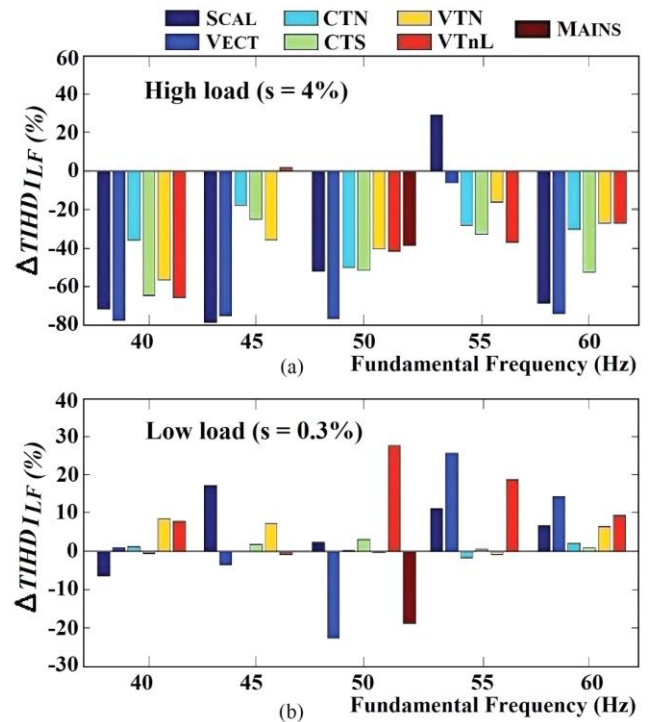 SCAL CTN VTN MAINS
VECT CTS VTnL
ΔTIHD_ILF (%)
60
40
20
0
-20
-40
-60
-80
High load (s = 4%)
40 45 50 55 60
(a) Fundamental Frequency (Hz)
ΔTIHD_ILF (%)
40
30
20
10
0
-10
-20
-30
Low load (s = 0.3%)
40 45 50 55 60
(b) Fundamental Frequency (Hz)